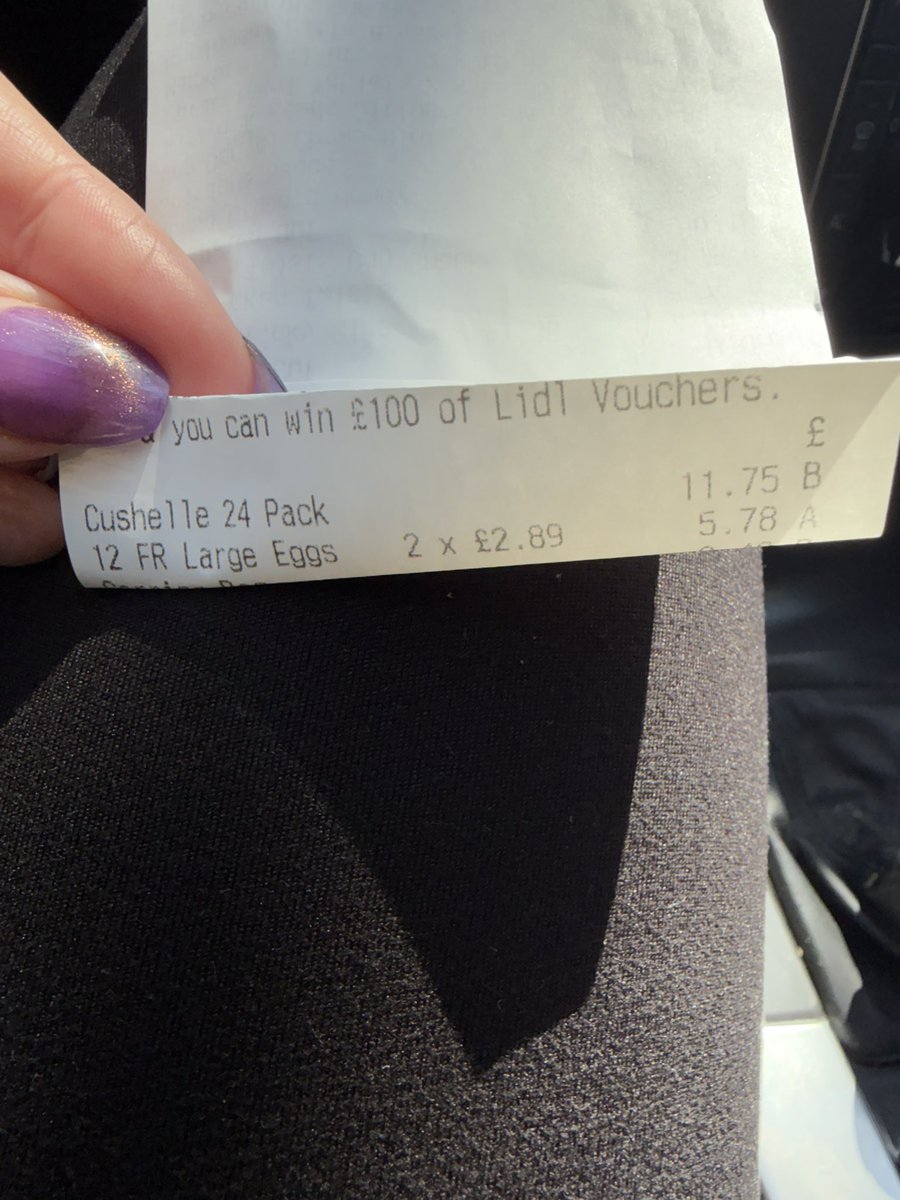 you can win £100 of Lidl Vouchers.
£
Cushelle 24 Pack 11.75 B
12 FR Large Eggs 2 x £2.89 5.78 A